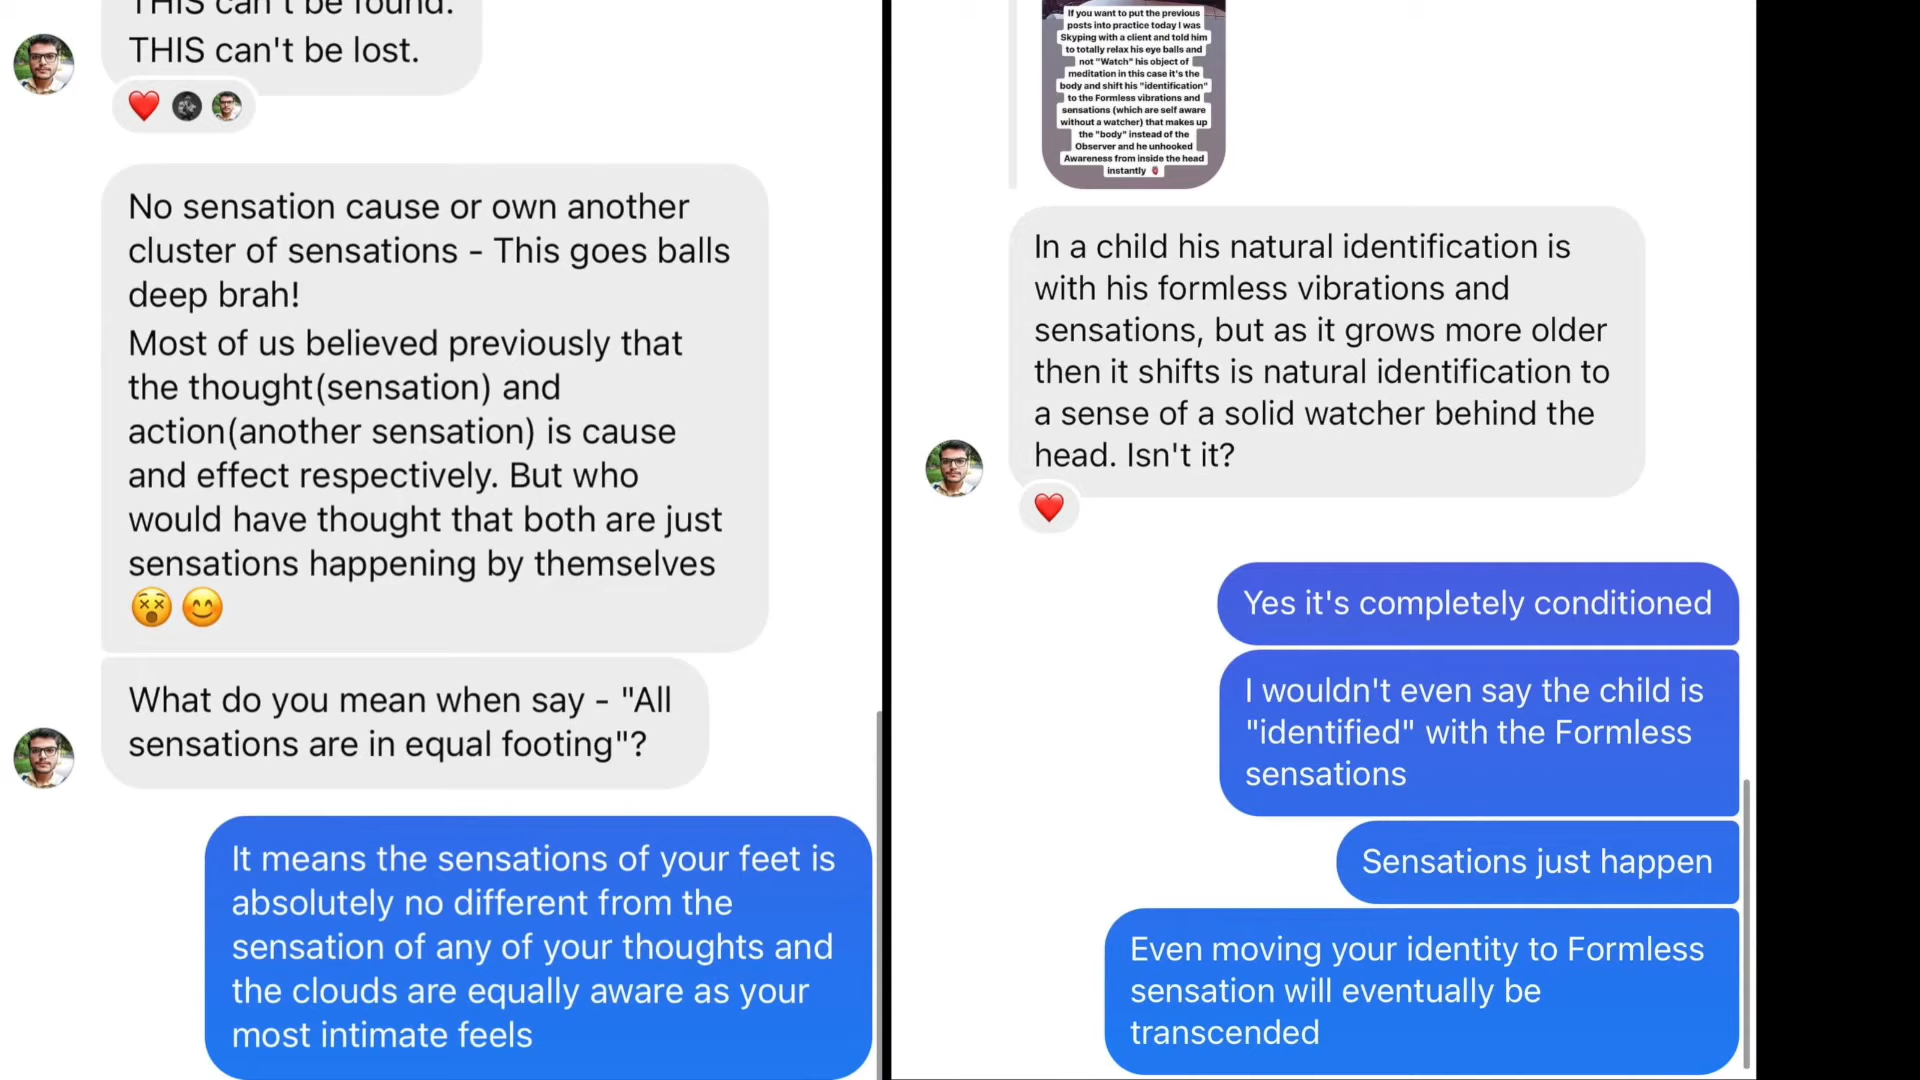 THIS can't be found.
THIS can't be lost.
No sensation cause or own another
cluster of sensations - This goes balls
deep brah!
Most of us believed previously that
the thought(sensation) and
action(another sensation) is cause
and effect respectively. But who
would have thought that both are just
sensations happening by themselves
😵 😊
What do you mean when say - "All
sensations are in equal footing"?
It means the sensations of your feet is
absolutely no different from the
sensation of any of your thoughts and
the clouds are equally aware as your
most intimate feels
If you want to put the previous
posts into practice today I was
Skyping with a client and told him
to totally relax his eye balls and
not "Watch" his object of
meditation in this case it's the
body and shift his "identification"
to the Formless vibrations and
sensations (which are self aware
without a watcher) that makes up
the "body" instead of the
Observer and he unhooked
Awareness from inside the head
instantly
In a child his natural identification is
with his formless vibrations and
sensations, but as it grows more older
then it shifts is natural identification to
a sense of a solid watcher behind the
head. Isn't it?
Yes it's completely conditioned
I wouldn't even say the child is
"identified" with the Formless
sensations
Sensations just happen
Even moving your identity to Formless
sensation will eventually be
transcended